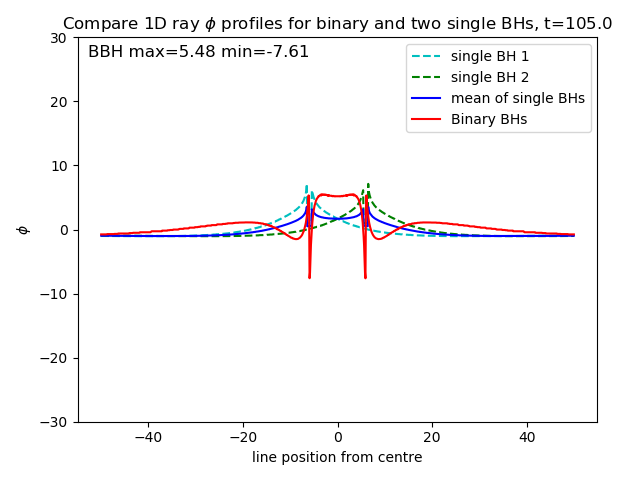 Compare 1D ray ϕ profiles for binary and two single BHs, t=105.0
BBH max=5.48 min=-7.61
single BH 1
single BH 2
mean of single BHs
Binary BHs
30
20
10
0
−10
−20
−30
ϕ
−40
−20
0
20
40
line position from centre